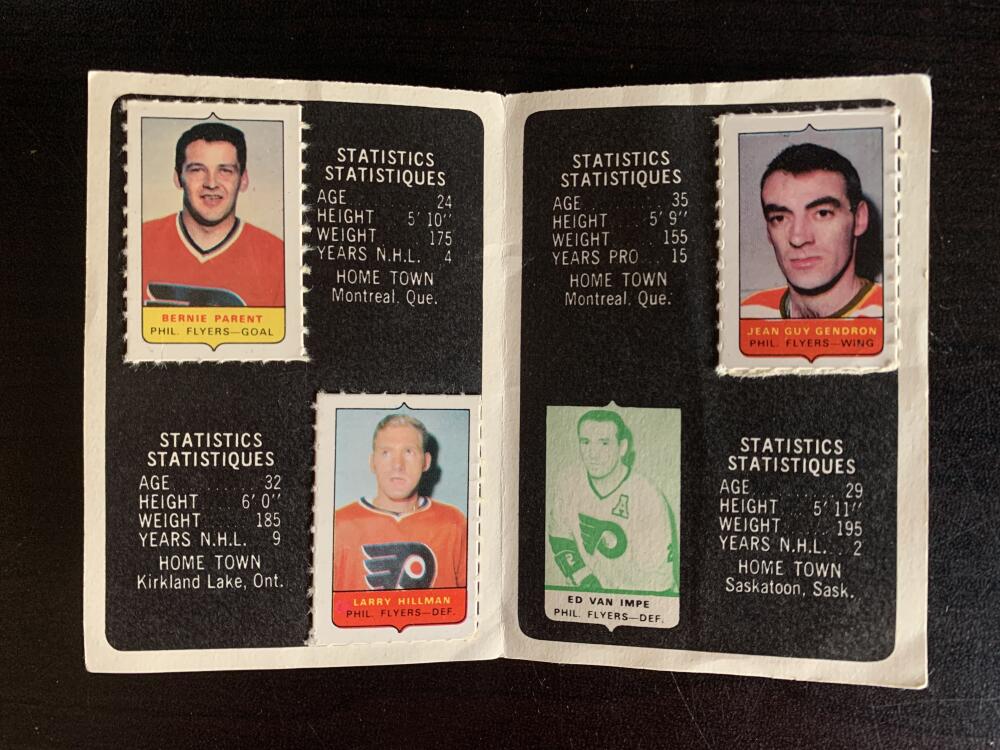 BERNIE PARENT
PHIL. FLYERS—GOAL
STATISTICS
STATISTIQUES
AGE ......... 24
HEIGHT .... 5' 10"
WEIGHT .... 175
YEARS N.H.L. 4
HOME TOWN
Montreal, Que.
STATISTICS
STATISTIQUES
AGE ......... 32
HEIGHT .... 6' 0"
WEIGHT .... 185
YEARS N.H.L. 9
HOME TOWN
Kirkland Lake, Ont.
LARRY HILLMAN
PHIL. FLYERS—DEF.
STATISTICS
STATISTIQUES
AGE ......... 35
HEIGHT .... 5' 9"
WEIGHT .... 155
YEARS PRO .. 15
HOME TOWN
Montreal, Que.
JEAN GUY GENDRON
PHIL. FLYERS—WING
A
ED VAN IMPE
PHIL. FLYERS—DEF.
STATISTICS
STATISTIQUES
AGE ......... 29
HEIGHT .... 5' 11"
WEIGHT .... 195
YEARS N.H.L. .. 2
HOME TOWN
Saskatoon, Sask.